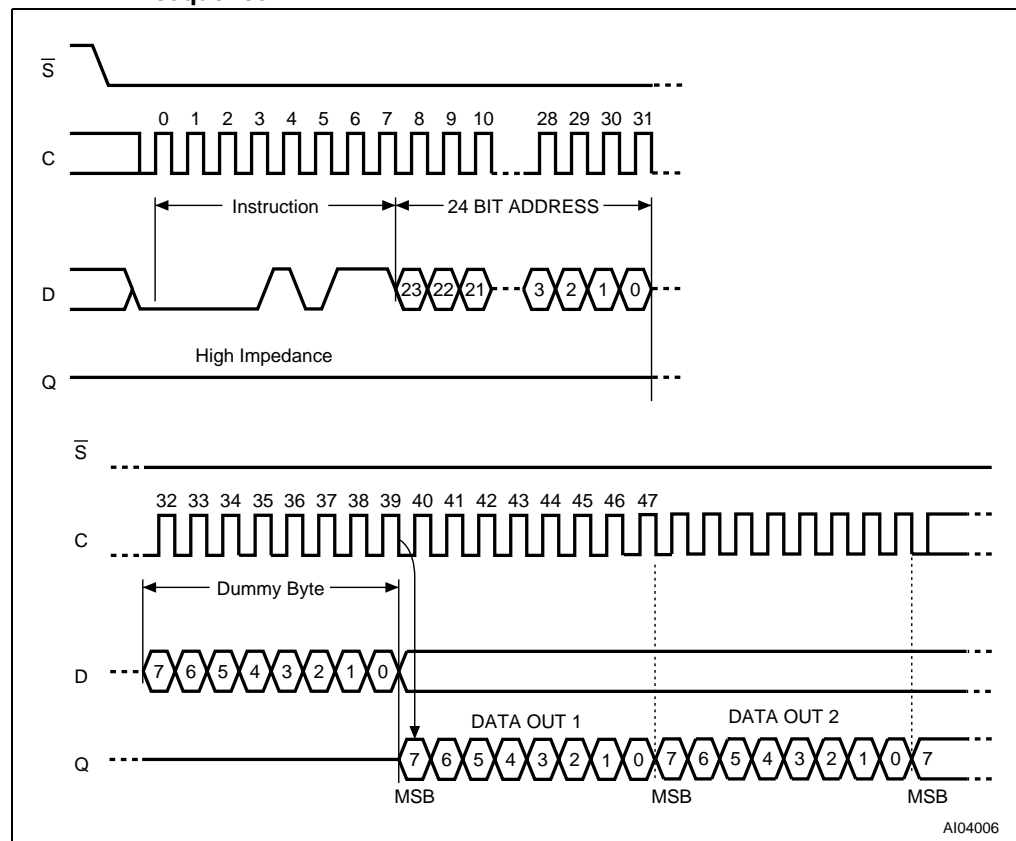 S
0 1 2 3 4 5 6 7 8 9 10 28 29 30 31
C
Instruction 24 BIT ADDRESS
D 23 22 21 3 2 1 0
High Impedance
Q
S
32 33 34 35 36 37 38 39 40 41 42 43 44 45 46 47
C
Dummy Byte
D 7 6 5 4 3 2 1 0
DATA OUT 1 DATA OUT 2
Q 7 6 5 4 3 2 1 0 7 6 5 4 3 2 1 0 7
MSB MSB MSB
AI04006